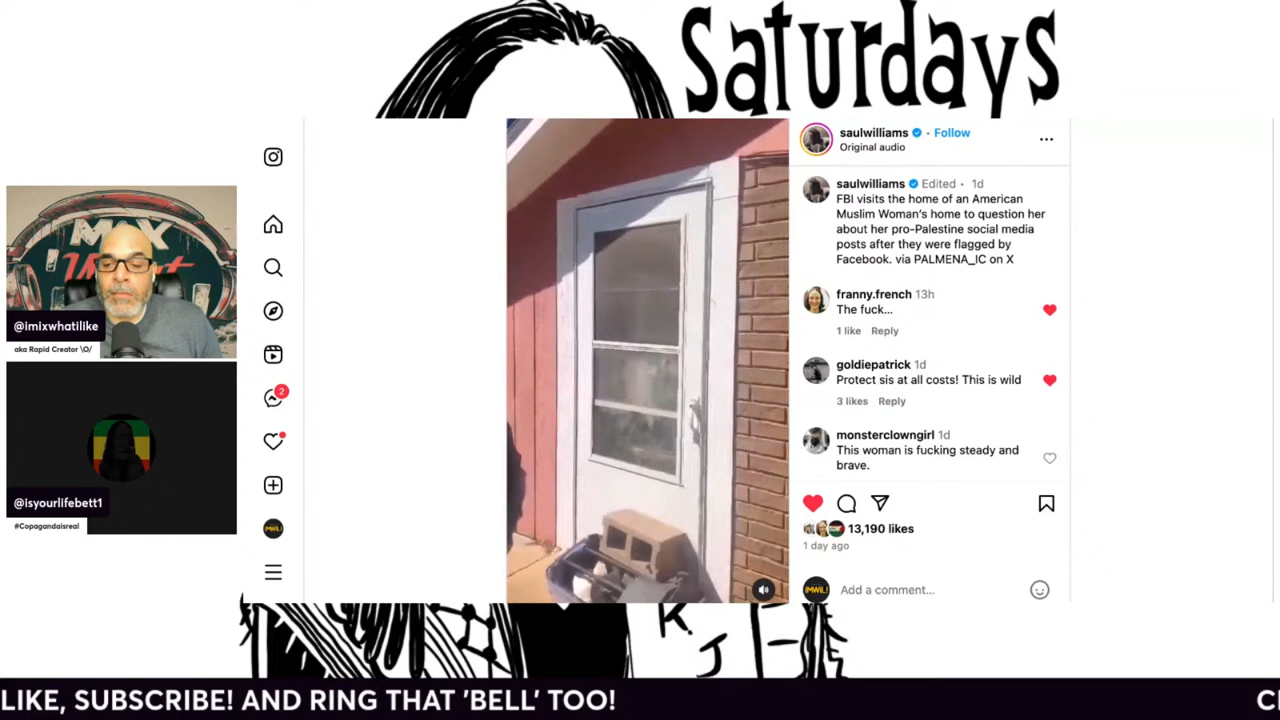 Saturdays
saulwilliams • Follow
Original audio
saulwilliams Edited • 1d
FBI visits the home of an American
Muslim Woman's home to question her
about her pro-Palestine social media
posts after they were flagged by
Facebook. via PALMENA_IC on X
franny.french 13h
The fuck...
1 like Reply
goldiepatrick 1d
Protect sis at all costs! This is wild
3 likes Reply
monsterclowngirl 1d
This woman is fucking steady and
brave.
13,190 likes
1 day ago
Add a comment...
2
iMWiL!
iMWiL!
MAX
@imixwhatilike
aka Rapid Creator \O/
@isyourlifebett1
#Copagandaisreal
K.
J
LIKE, SUBSCRIBE! AND RING THAT 'BELL' TOO!